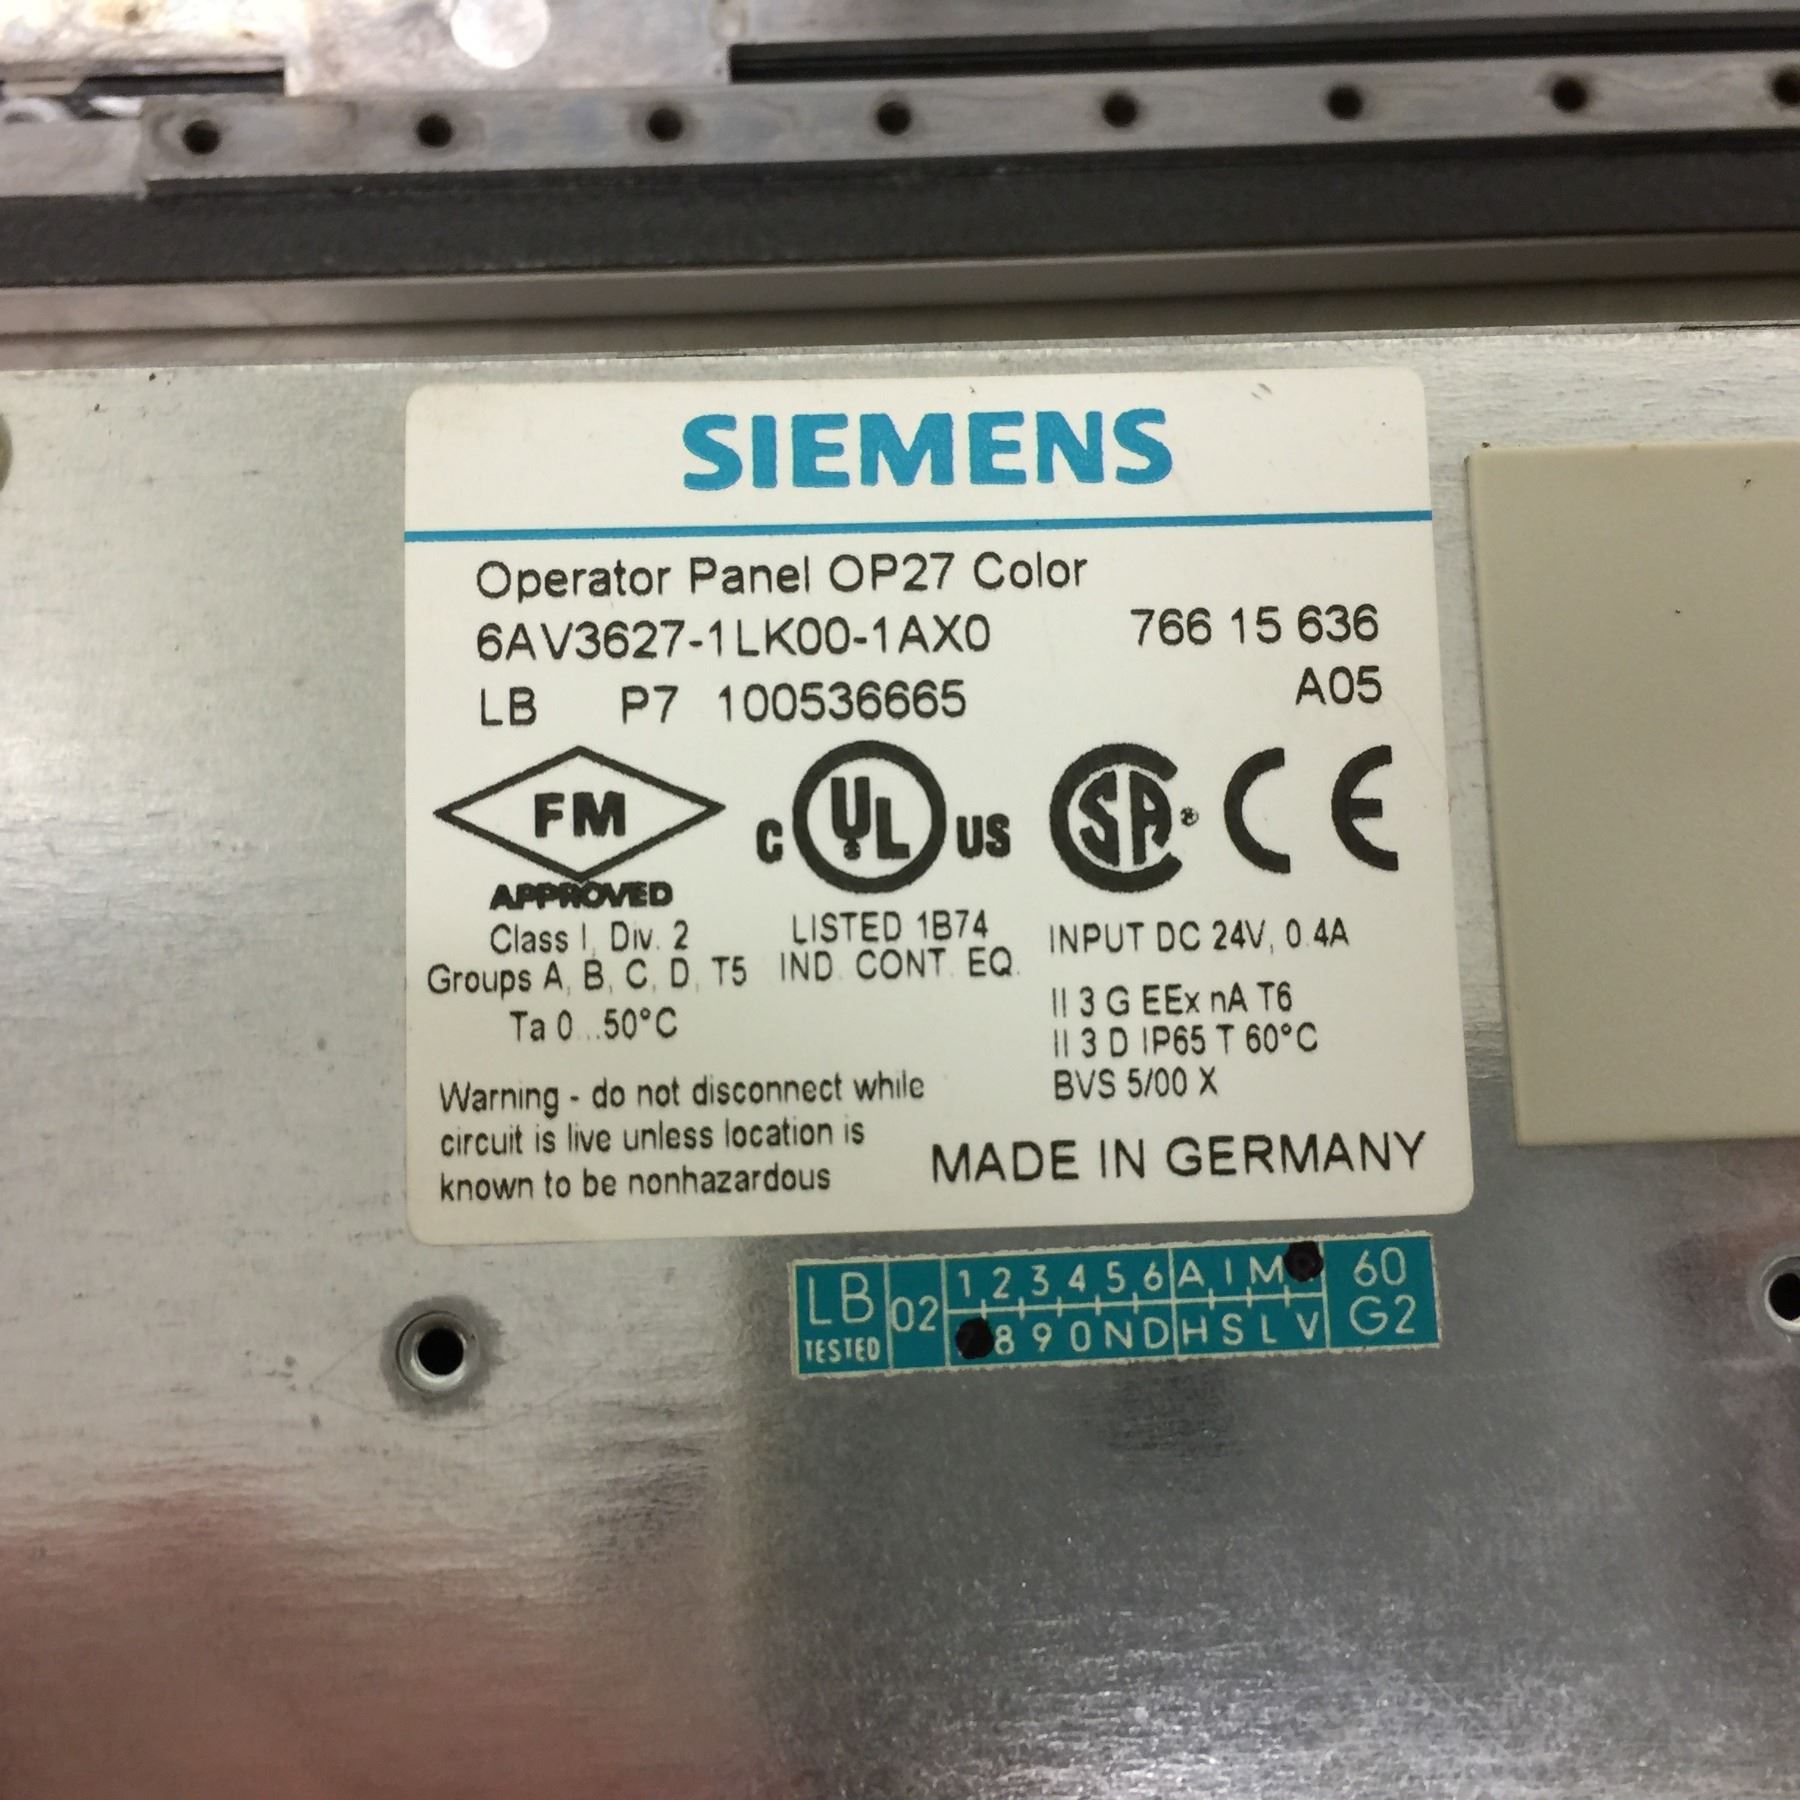 SIEMENS
Operator Panel OP27 Color
6AV3627-1LK00-1AX0 766 15 636
LB P7 100536665 A05
FM
APPROVED
C UL US
SA ®
CE
Class I, Div. 2
Groups A, B, C, D, T5
Ta 0...50°C
LISTED 1B74
IND. CONT. EQ.
INPUT DC 24V, 0.4A
II 3 G EEx nA T6
II 3 D IP65 T 60°C
BVS 5/00 X
Warning - do not disconnect while
circuit is live unless location is
known to be nonhazardous
MADE IN GERMANY
LB
TESTED
02
1 2 3 4 5 6 A I M
8 9 0 N D H S L V
60
G2